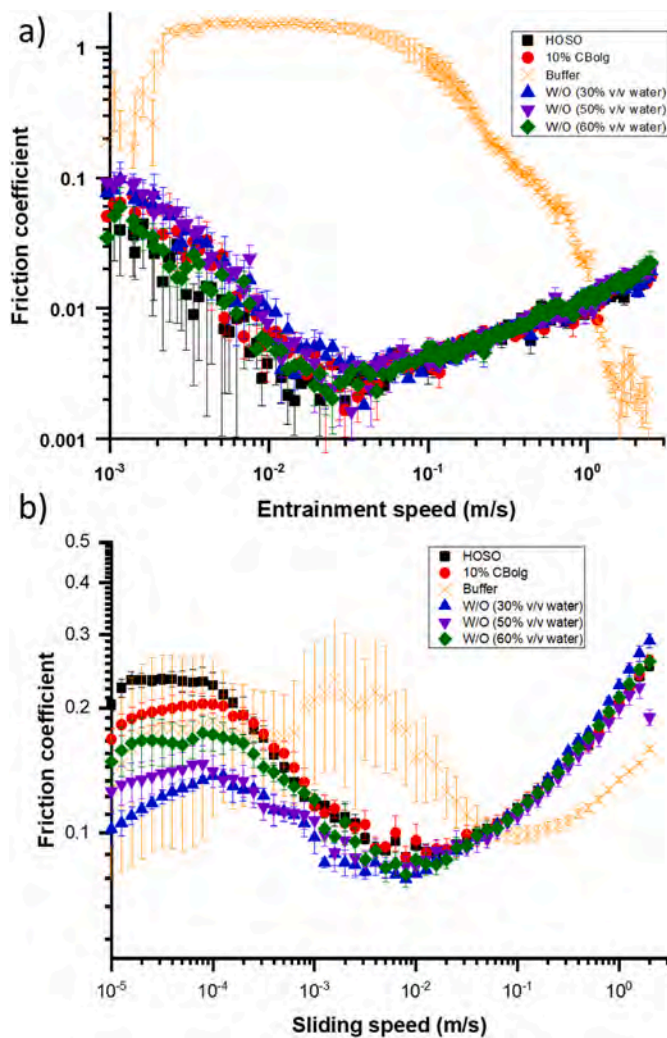 a)
1
0.1
0.01
0.001
Friction coefficient
HOSO
10% CBolg
Buffer
W/O (30% v/v water)
W/O (50% v/v water)
W/O (60% v/v water)
10-3 10-2 10-1 100
Entrainment speed (m/s)
b)
0.5
0.4
0.3
0.2
0.1
Friction coefficient
HOSO
10% CBolg
Buffer
W/O (30% v/v water)
W/O (50% v/v water)
W/O (60% v/v water)
10-5 10-4 10-3 10-2 10-1 100
Sliding speed (m/s)